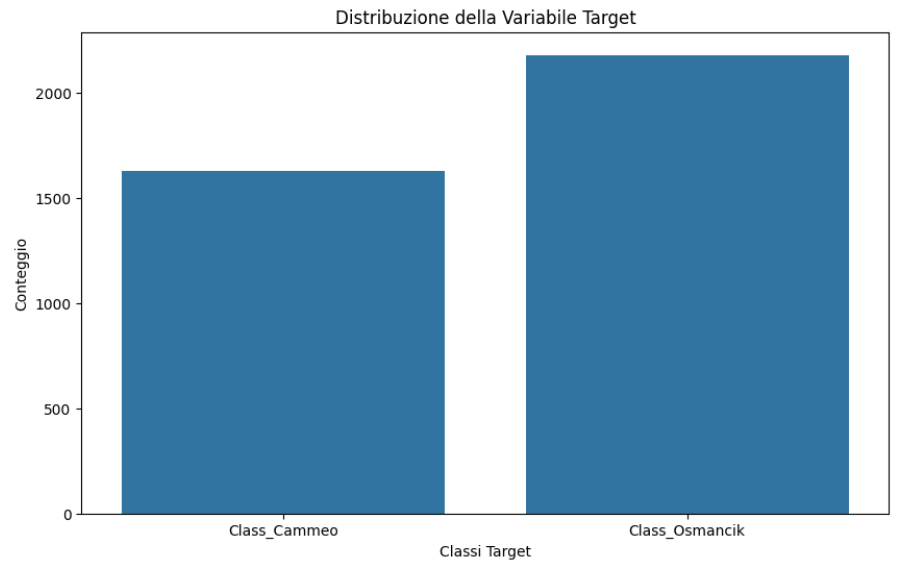 Distribuzione della Variabile Target
Conteggio
2000
1500
1000
500
0
Class_Cammeo
Class_Osmancik
Classi Target